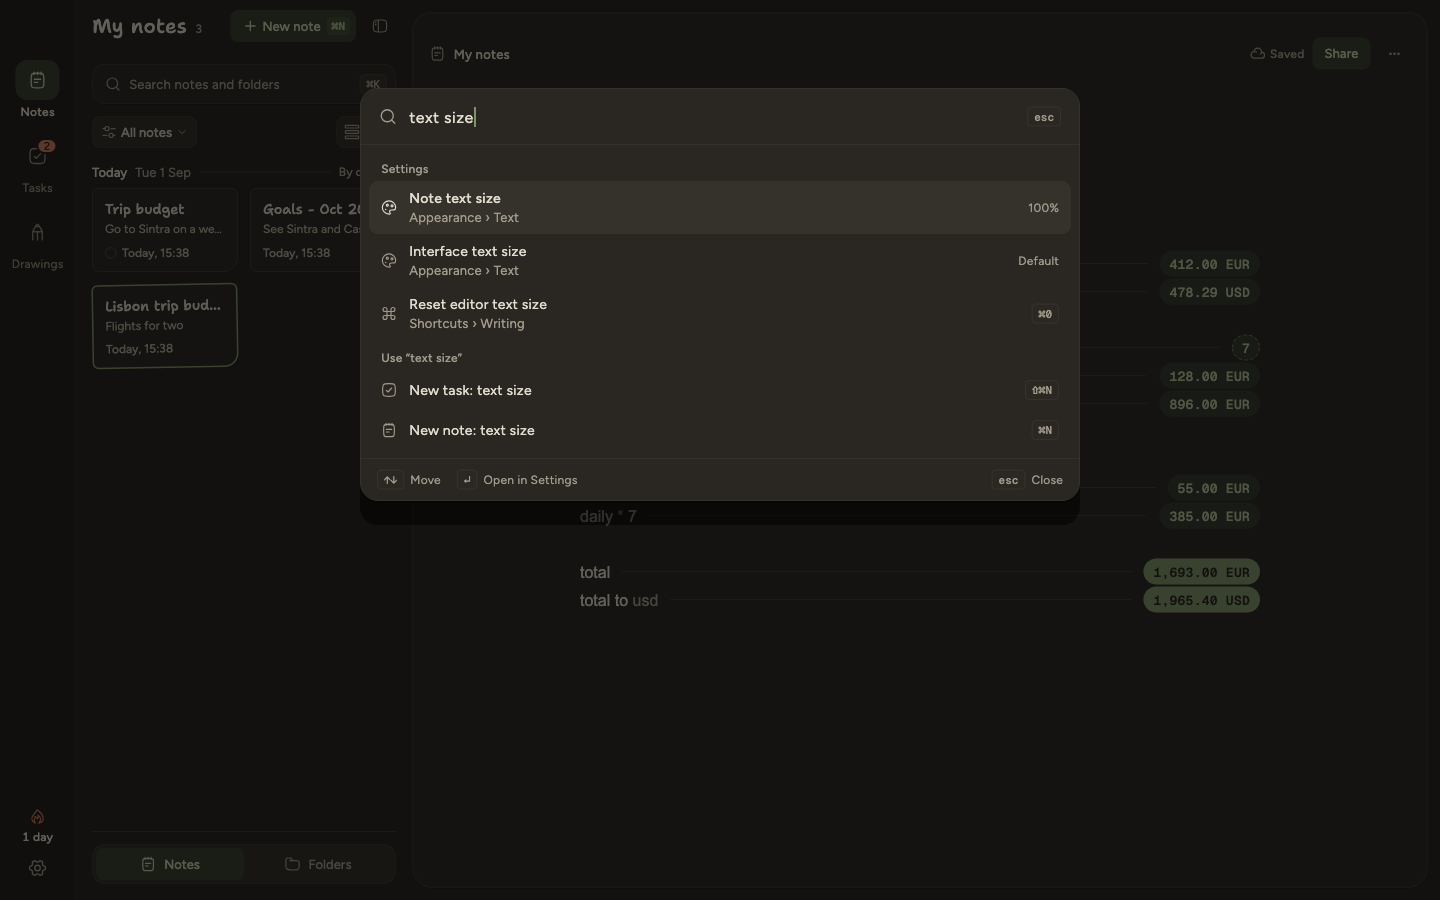 My notes 3
+ New note ⌘N
Search notes and folders ⌘K
All notes
Today Tue 1 Sep
Trip budget
Go to Sintra on a we...
Today, 15:38
Goals - Oct
See Sintra and
Today, 15:38
Lisbon trip bud...
Flights for two
Today, 15:38
Notes
2
Tasks
Drawings
1 day
Notes
Folders
My notes
Saved
Share
text size
esc
Settings
Note text size
Appearance › Text
100%
Interface text size
Appearance › Text
Default
Reset editor text size
Shortcuts › Writing
⌘0
Use “text size”
New task: text size
⇧⌘N
New note: text size
⌘N
↑↓ Move
↵ Open in Settings
esc Close
412.00 EUR
478.29 USD
7
128.00 EUR
896.00 EUR
55.00 EUR
daily * 7
385.00 EUR
total
1,693.00 EUR
total to usd
1,965.40 USD